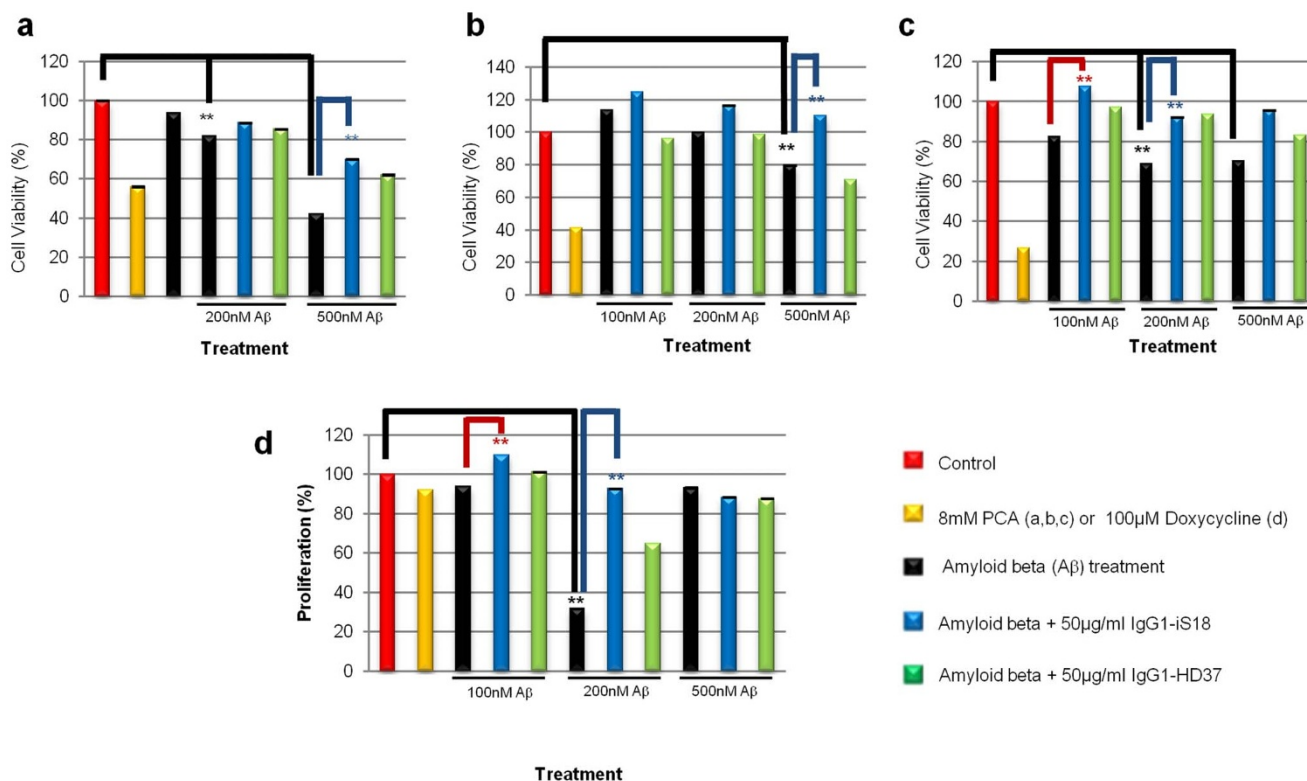 a
120
100
80
60
40
20
0
Cell Viability (%)
**
**
200nM Aβ
500nM Aβ
Treatment
b
140
120
100
80
60
40
20
0
Cell Viability (%)
**
**
100nM Aβ
200nM Aβ
500nM Aβ
Treatment
c
120
100
80
60
40
20
0
Cell Viability (%)
**
**
**
100nM Aβ
200nM Aβ
500nM Aβ
Treatment
d
120
100
80
60
40
20
0
Proliferation (%)
**
**
**
100nM Aβ
200nM Aβ
500nM Aβ
Treatment
Control
8mM PCA (a,b,c) or 100µM Doxycycline (d)
Amyloid beta (Aβ) treatment
Amyloid beta + 50µg/ml IgG1-iS18
Amyloid beta + 50µg/ml IgG1-HD37